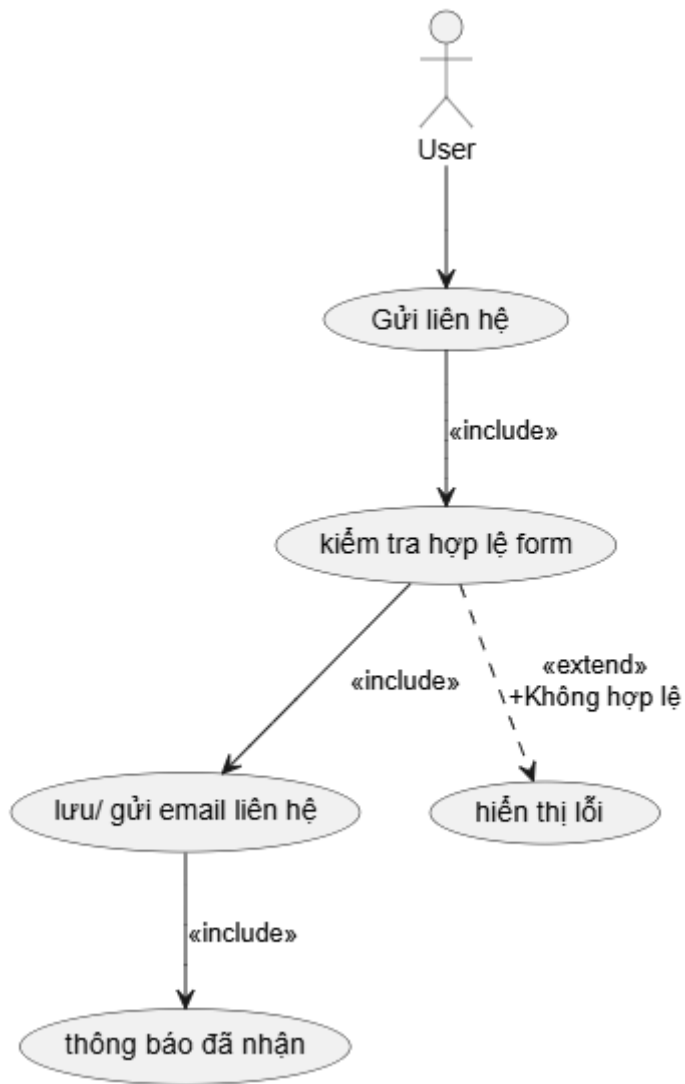 User
Gửi liên hệ
«include»
kiểm tra hợp lệ form
«include»
«extend»
+Không hợp lệ
lưu/ gửi email liên hệ
hiển thị lỗi
«include»
thông báo đã nhận